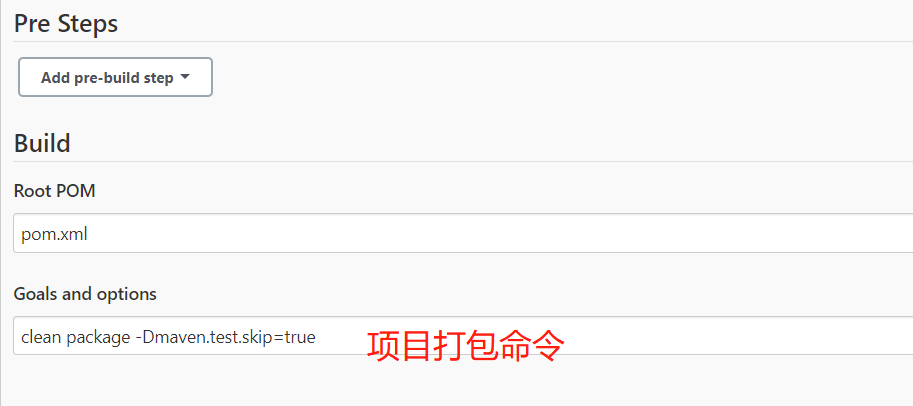 Pre Steps
Add pre-build step
Build
Root POM
pom.xml
Goals and options
clean package -Dmaven.test.skip=true
项目打包命令